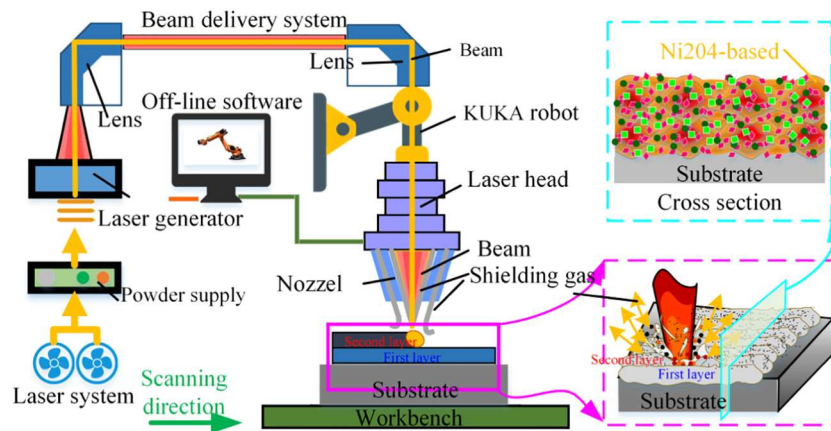 Beam delivery system
Lens
Beam
Lens
Off-line software
KUKA robot
Laser head
Laser generator
Beam
Nozzel
Shielding gas
Powder supply
Second layer
First layer
Laser system
Scanning
direction
Substrate
Workbench
Ni204-based
Substrate
Cross section
Second layer
First layer
Substrate